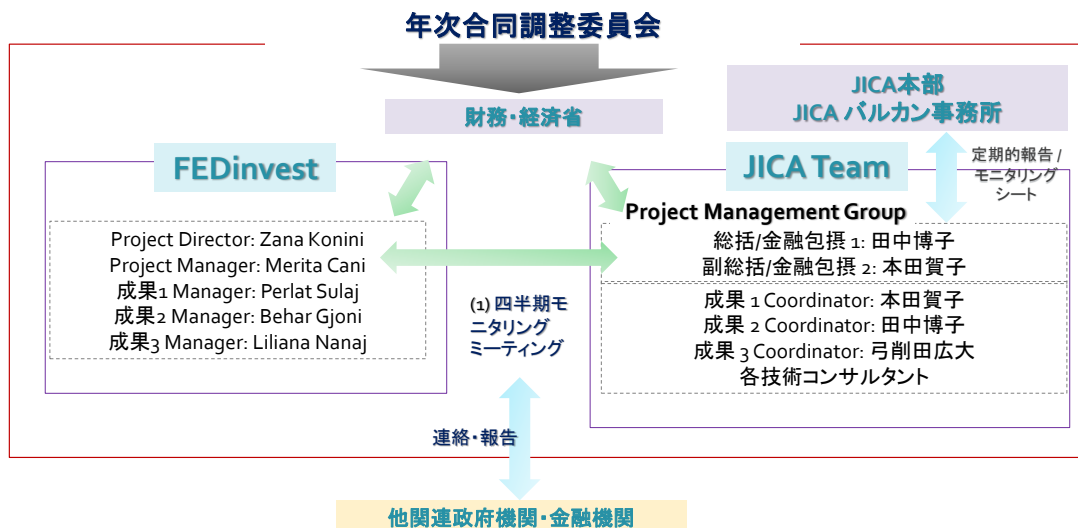 年次合同調整委員会
財務・経済省
JICA本部
JICA バルカン事務所
定期的報告 /
モニタリング
シート
FEDinvest
Project Director: Zana Konini
Project Manager: Merita Cani
成果1 Manager: Perlat Sulaj
成果2 Manager: Behar Gjoni
成果3 Manager: Liliana Nanaj
JICA Team
Project Management Group
総括/金融包摂 1: 田中博子
副総括/金融包摂 2: 本田賀子
成果 1 Coordinator: 本田賀子
成果 2 Coordinator: 田中博子
成果 3 Coordinator: 弓削田広大
各技術コンサルタント
(1) 四半期モ
ニタリング
ミーティング
連絡・報告
他関連政府機関・金融機関